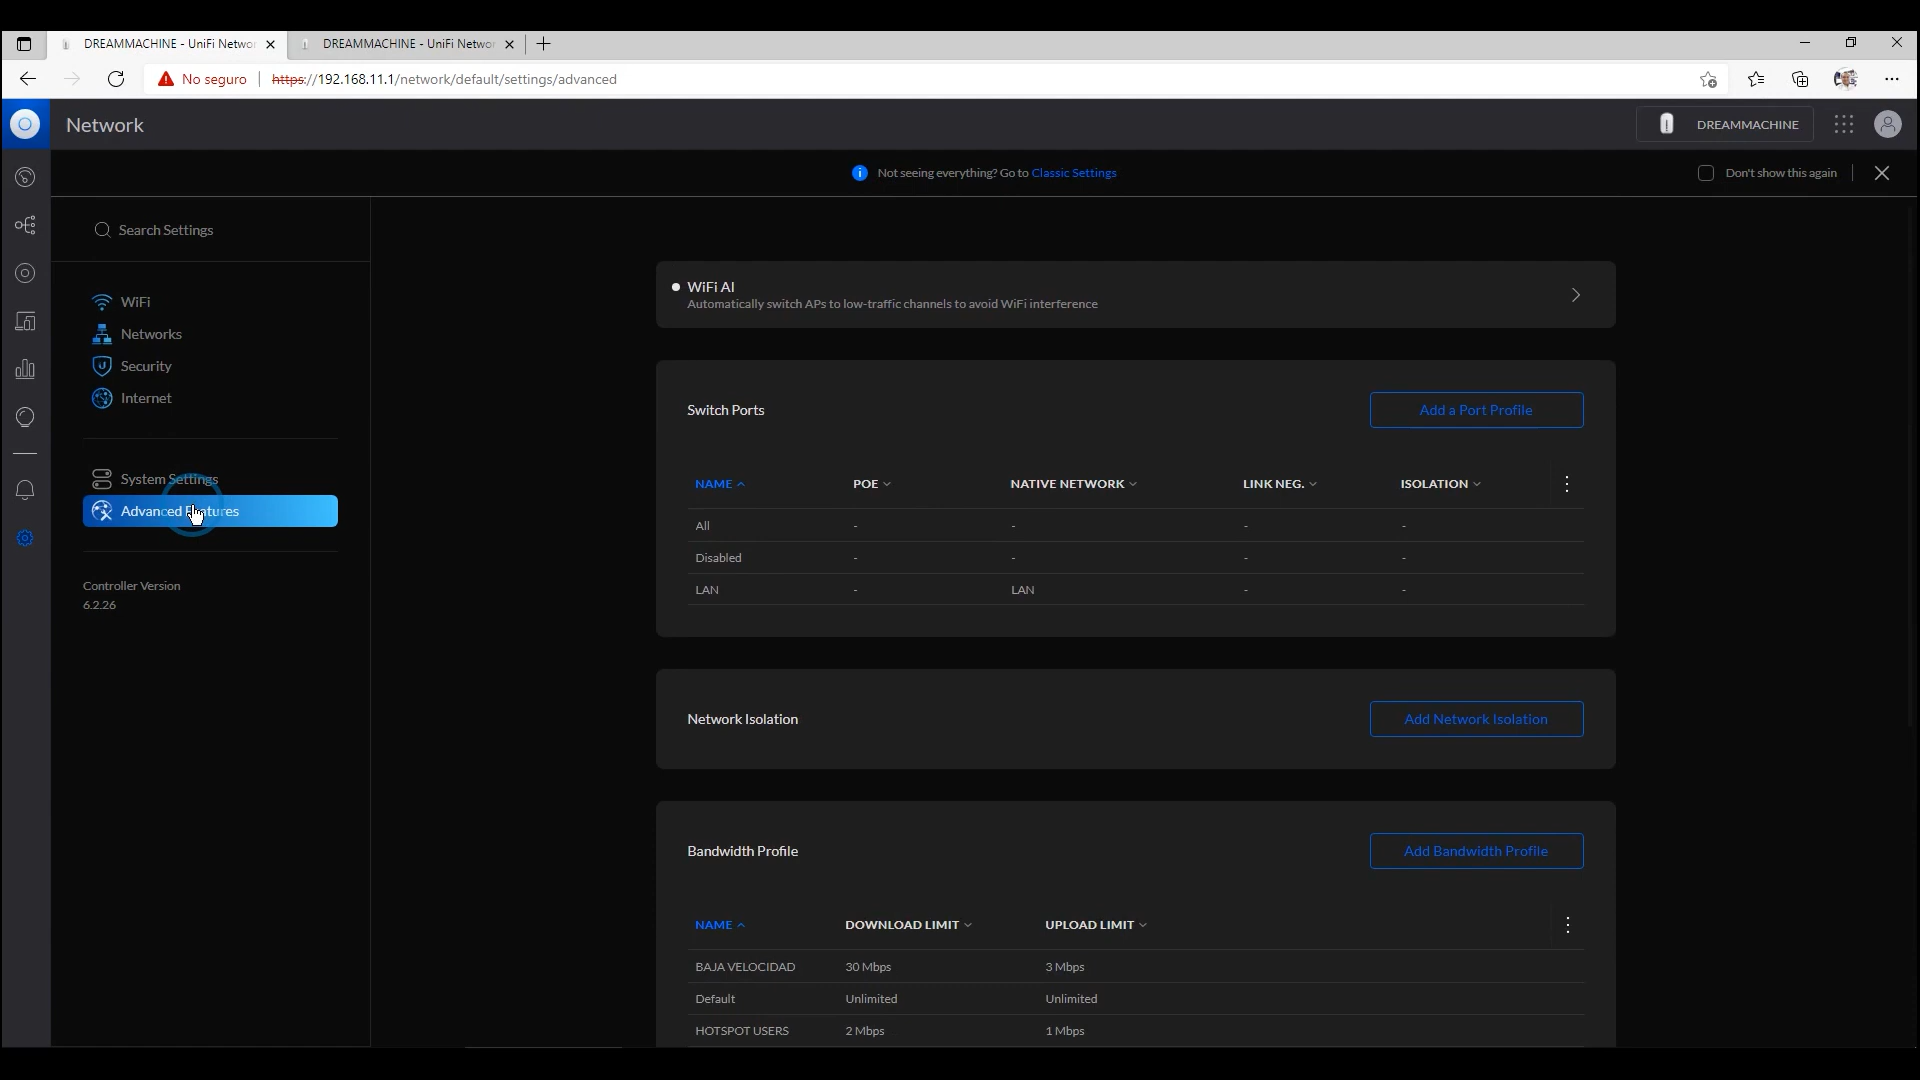 DREAMMACHINE - UniFi Networ
DREAMMACHINE - UniFi Networ
No seguro
https://192.168.11.1/network/default/settings/advanced
Network
DREAMMACHINE
Not seeing everything? Go to Classic Settings
Don't show this again
Search Settings
WiFi
Networks
Security
Internet
System Settings
Advanced Features
Controller Version
6.2.26
WiFi AI
Automatically switch APs to low-traffic channels to avoid WiFi interference
Switch Ports
Add a Port Profile
NAME POE NATIVE NETWORK LINK NEG. ISOLATION
All - - - -
Disabled - - - -
LAN - LAN - -
Network Isolation
Add Network Isolation
Bandwidth Profile
Add Bandwidth Profile
NAME DOWNLOAD LIMIT UPLOAD LIMIT
BAJA VELOCIDAD 30 Mbps 3 Mbps
Default Unlimited Unlimited
HOTSPOT USERS 2 Mbps 1 Mbps